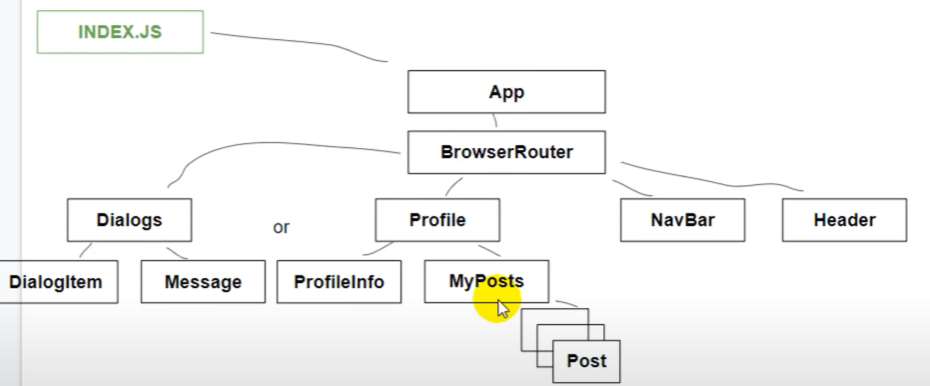 INDEX.JS
App
BrowserRouter
Dialogs
or
Profile
NavBar
Header
DialogItem
Message
ProfileInfo
MyPosts
Post